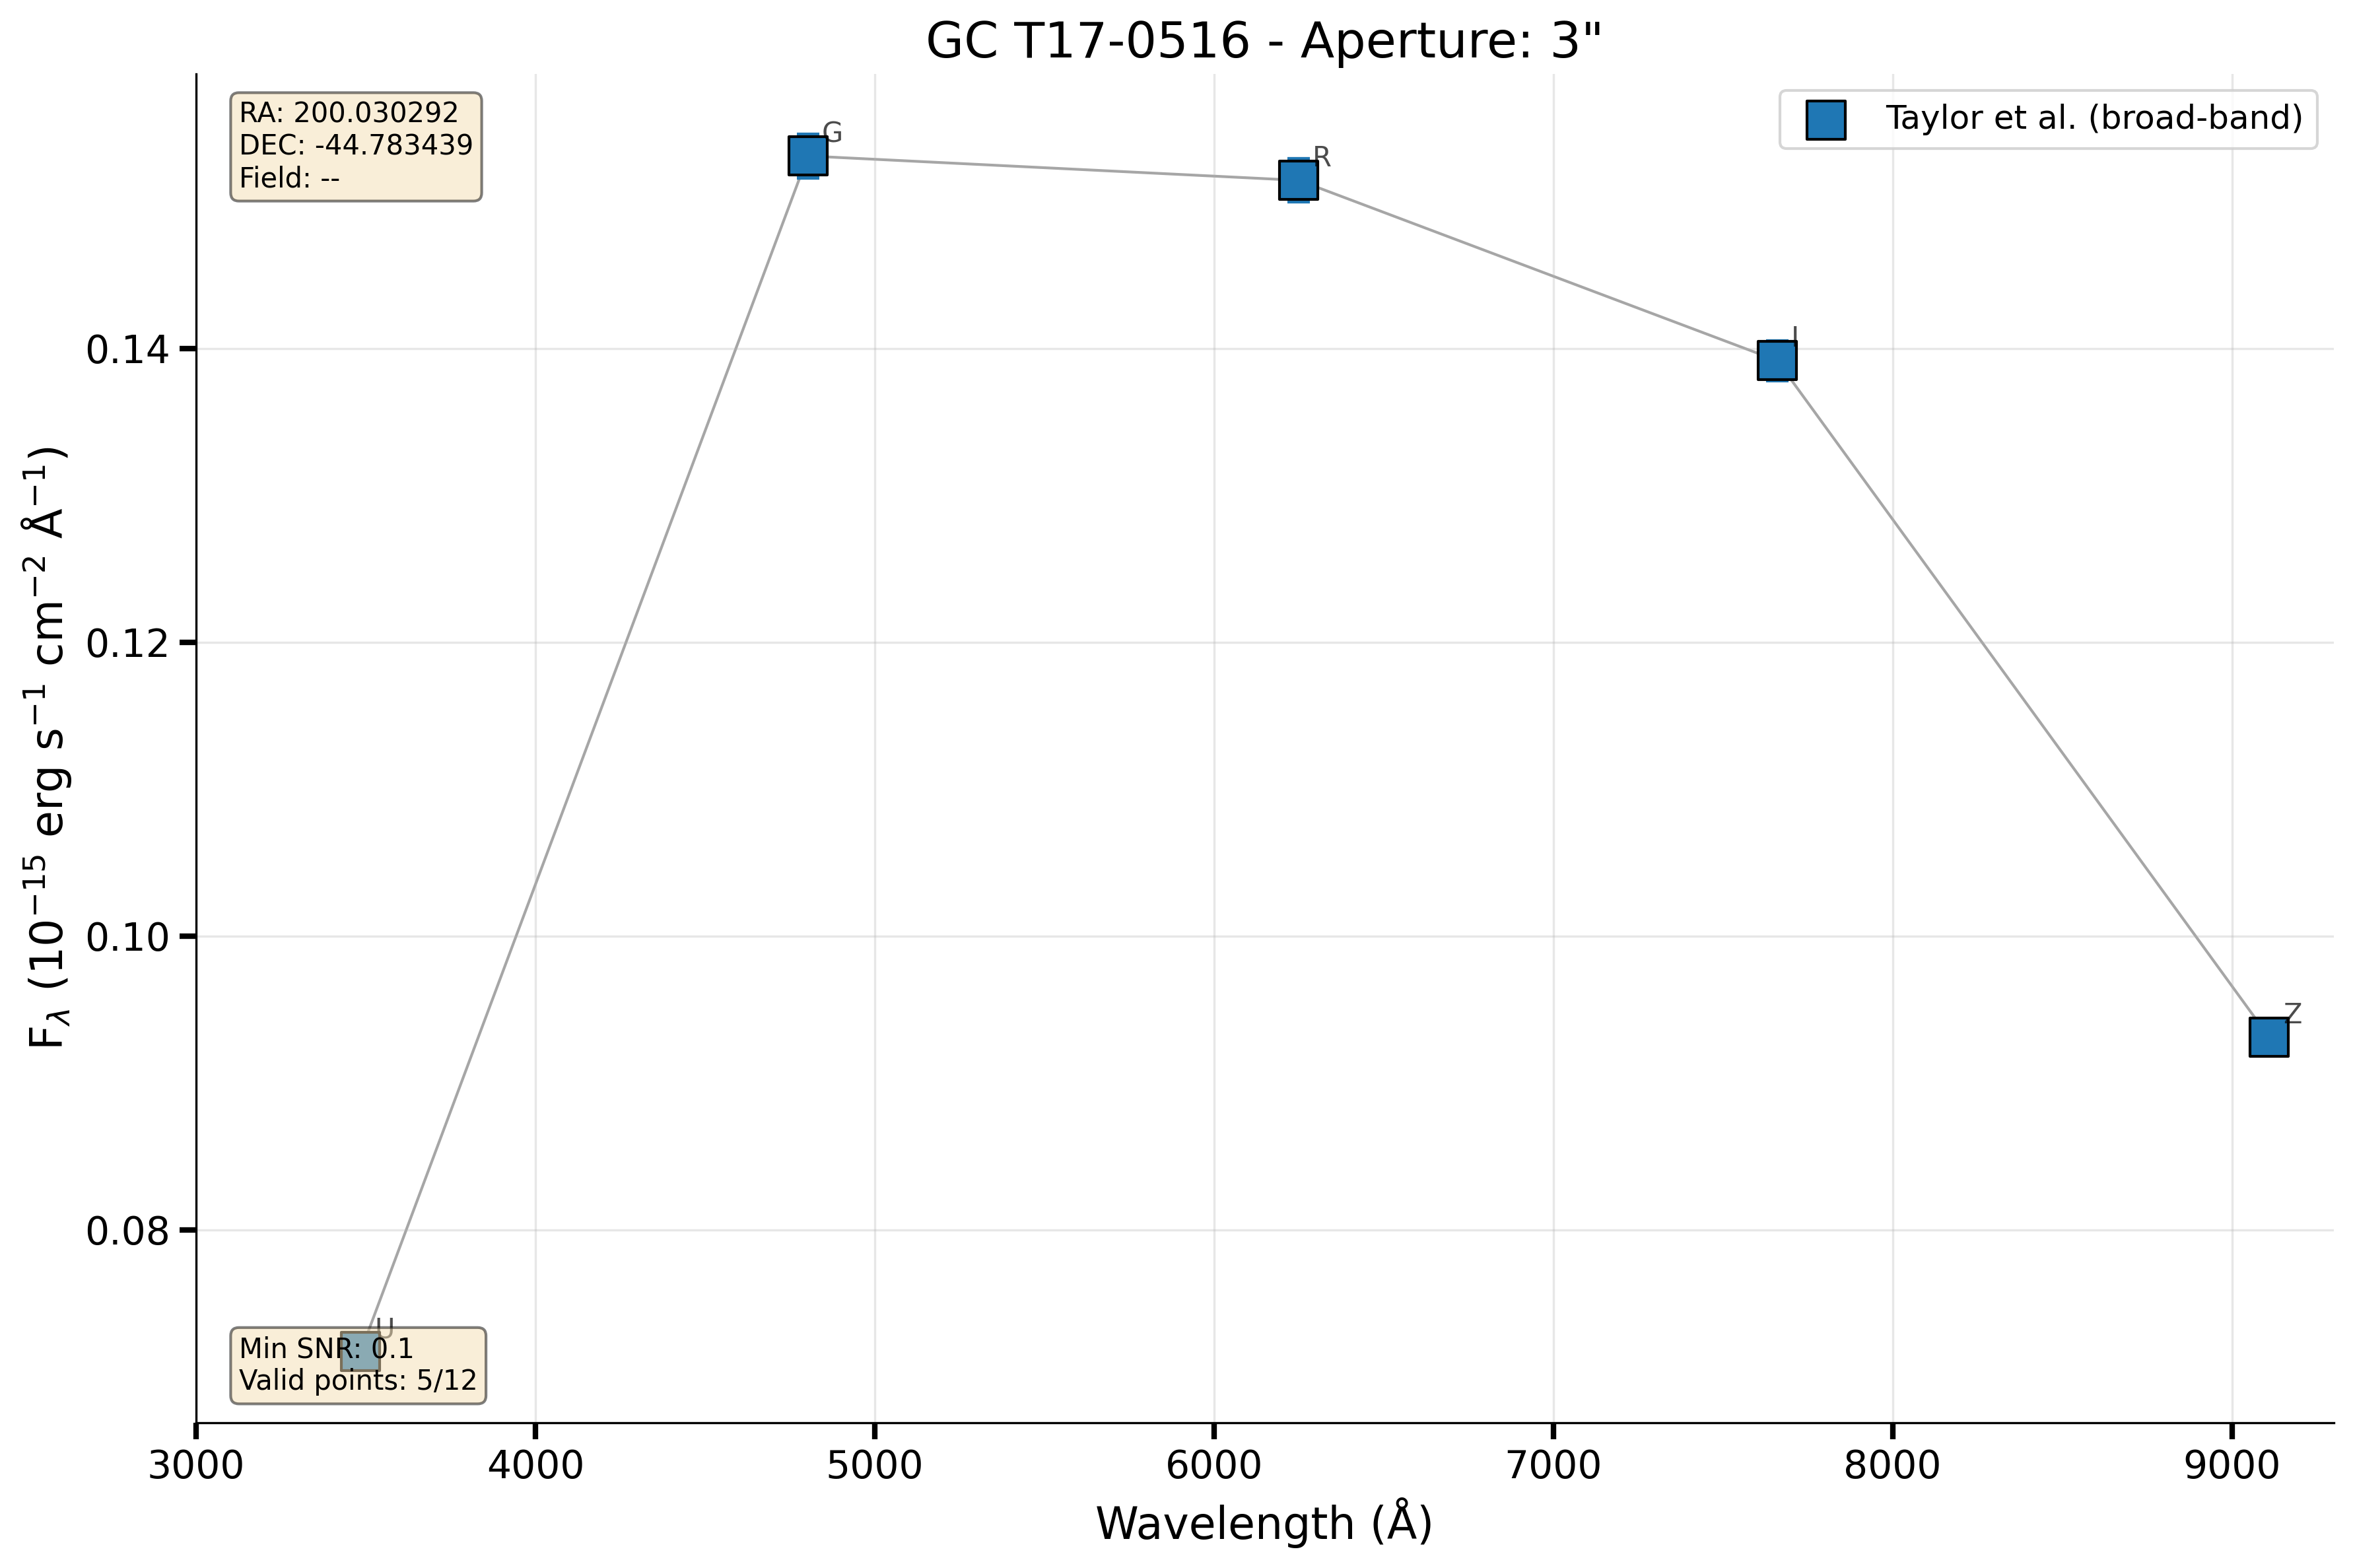 GC T17-0516 - Aperture: 3"
RA: 200.030292
DEC: -44.783439
Field: --
Taylor et al. (broad-band)
G
R
I
Z
U
Min SNR: 0.1
Valid points: 5/12
F_λ (10⁻¹⁵ erg s⁻¹ cm⁻² Å⁻¹)
0.14
0.12
0.10
0.08
3000 4000 5000 6000 7000 8000 9000
Wavelength (Å)